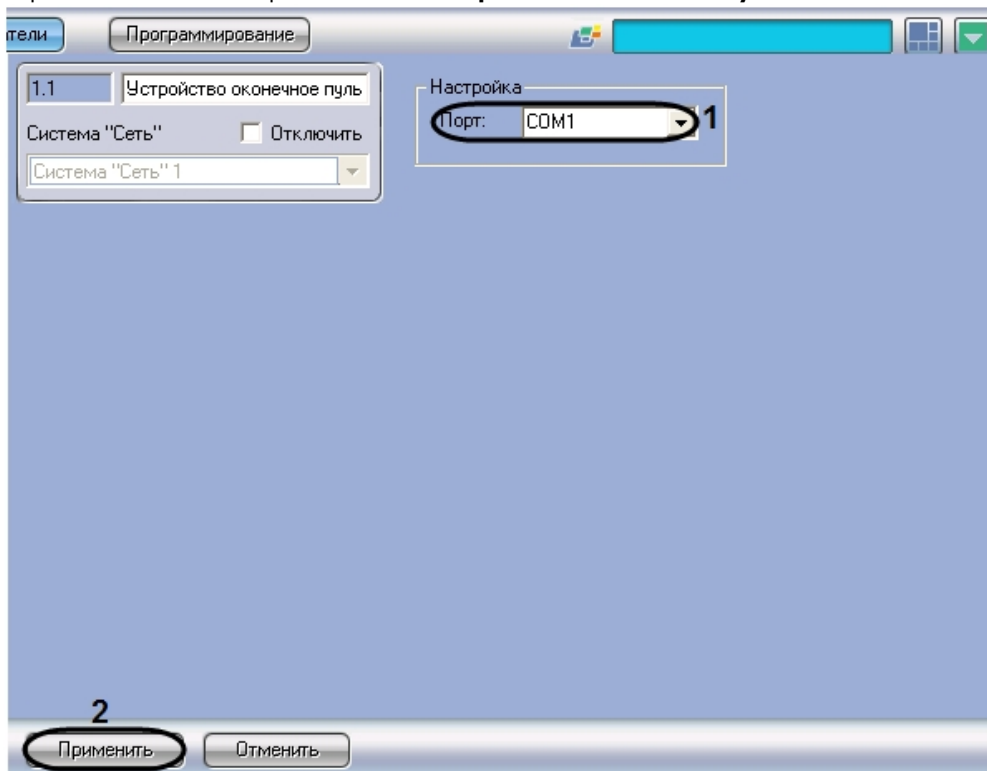 тели
Программирование
1.1
Устройство оконечное пуль
Система "Сеть"
Отключить
Система "Сеть" 1
Настройка
Порт:
COM1
1
2
Применить
Отменить